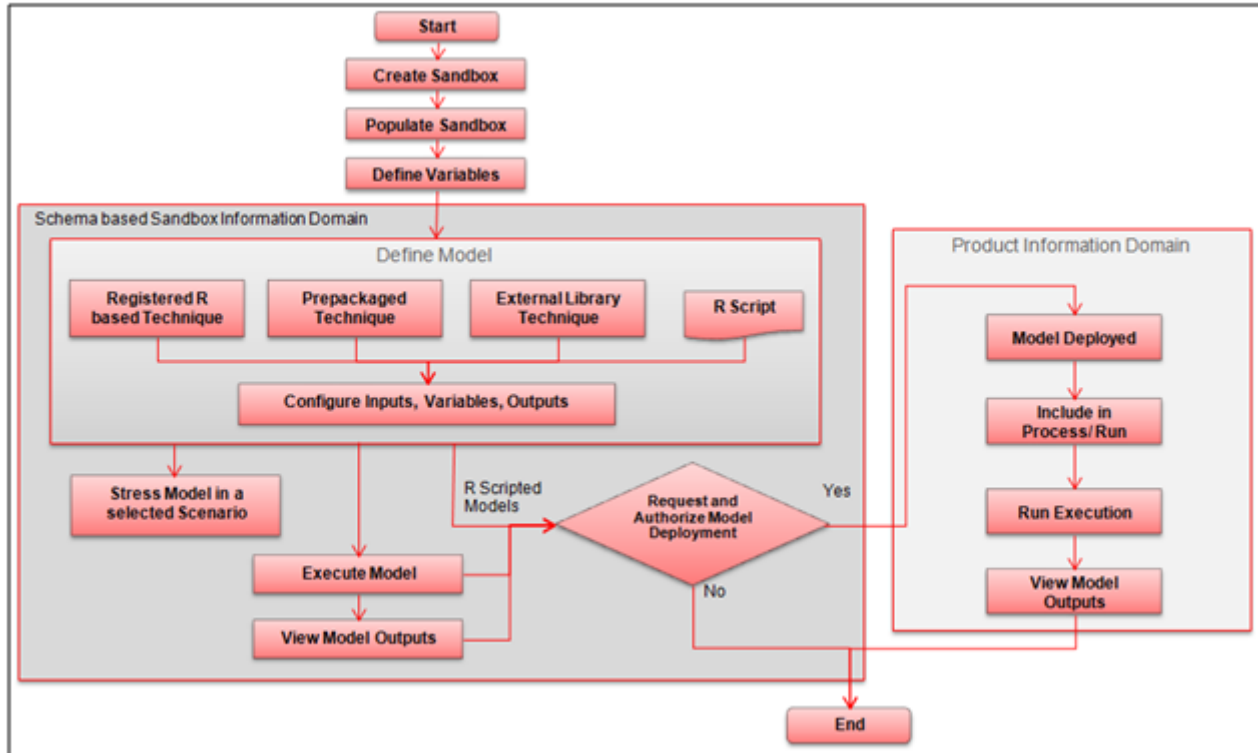 Start
Create Sandbox
Populate Sandbox
Define Variables
Schema based Sandbox Information Domain
Define Model
Registered R
based Technique
Prepackaged
Technique
External Library
Technique
R Script
Configure Inputs, Variables, Outputs
Stress Model in a
selected Scenario
R Scripted
Models
Request and
Authorize Model
Deployment
Yes
No
Execute Model
View Model Outputs
Product Information Domain
Model Deployed
Include in
Process/ Run
Run Execution
View Model
Outputs
End